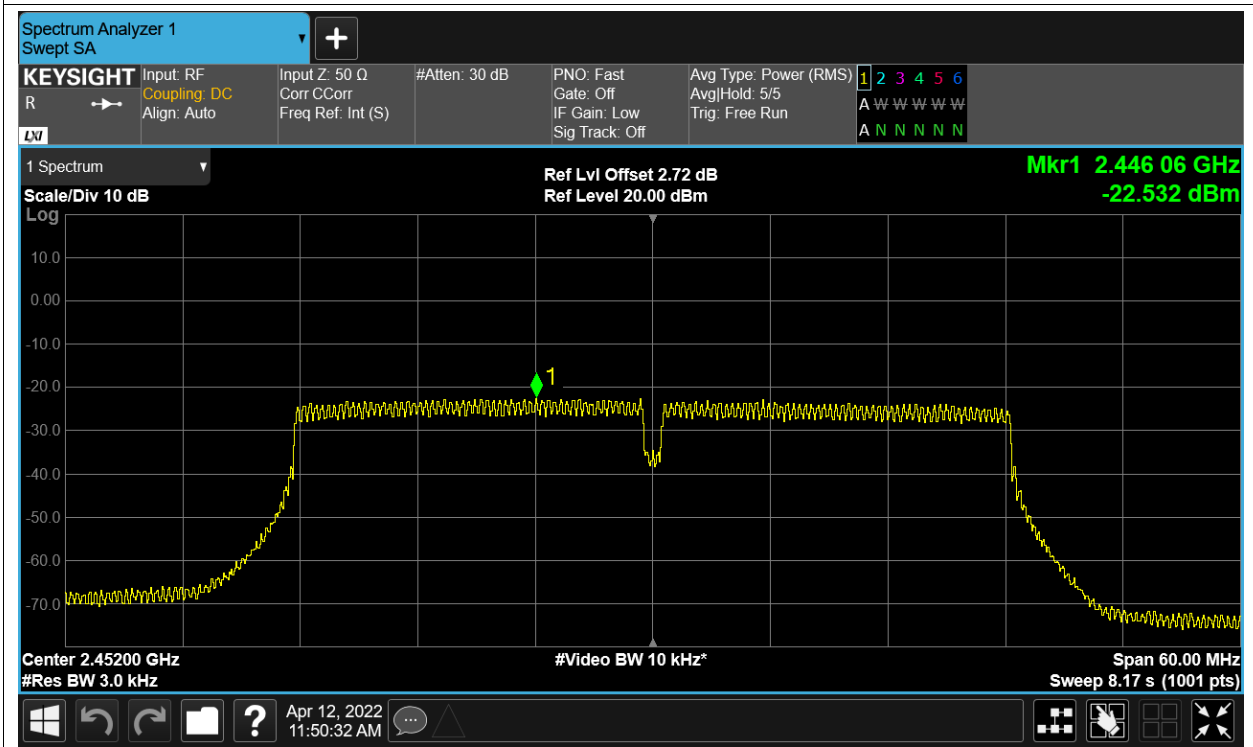 Spectrum Analyzer 1
Swept SA
KEYSIGHT
R
LXI
Input: RF
Coupling: DC
Align: Auto
Input Z: 50 Ω
Corr CCorr
Freq Ref: Int (S)
#Atten: 30 dB
PNO: Fast
Gate: Off
IF Gain: Low
Sig Track: Off
Avg Type: Power (RMS)
Avg|Hold: 5/5
Trig: Free Run
1 2 3 4 5 6
A W W W W W
A N N N N N
1 Spectrum
Scale/Div 10 dB
Log
Ref Lvl Offset 2.72 dB
Ref Level 20.00 dBm
Mkr1 2.446 06 GHz
-22.532 dBm
10.0
0.00
-10.0
-20.0
-30.0
-40.0
-50.0
-60.0
-70.0
1
Center 2.45200 GHz
#Res BW 3.0 kHz
#Video BW 10 kHz*
Span 60.00 MHz
Sweep 8.17 s (1001 pts)
?
Apr 12, 2022
11:50:32 AM